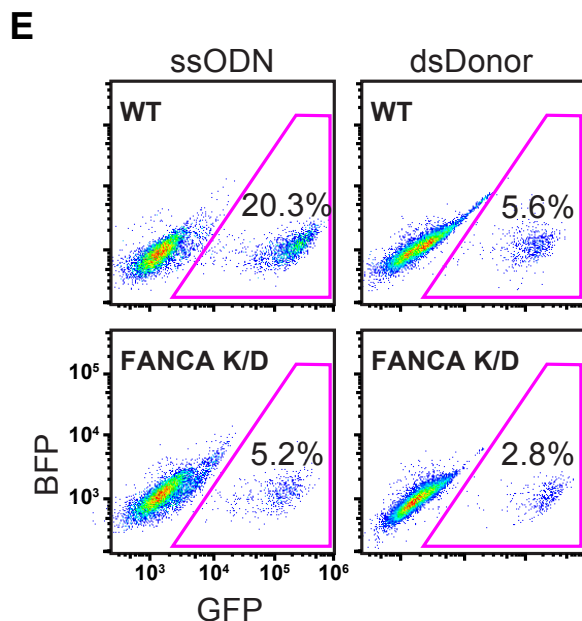 E
ssODN dsDonor
WT WT
20.3% 5.6%
FANCA K/D FANCA K/D
10⁵
5.2% 2.8%
10⁴
10³
BFP
10³ 10⁴ 10⁵ 10⁶
GFP